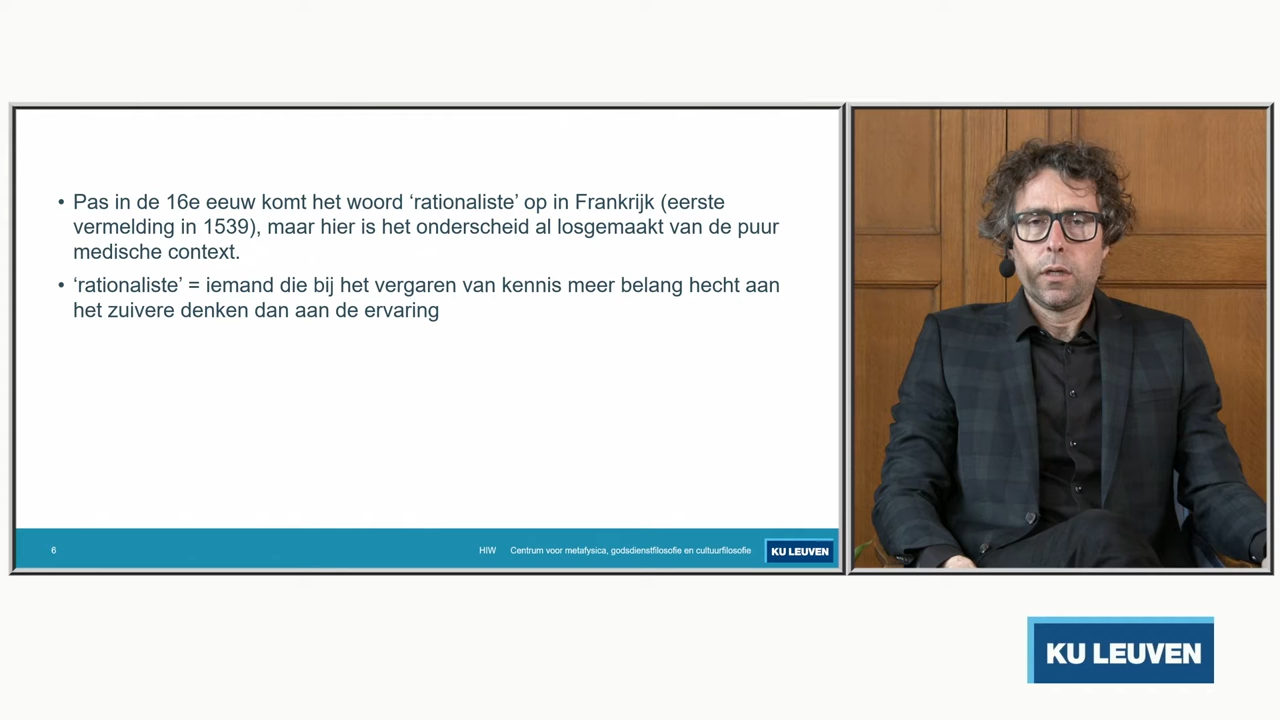 • Pas in de 16e eeuw komt het woord ‘rationaliste’ op in Frankrijk (eerste
vermelding in 1539), maar hier is het onderscheid al losgemaakt van de puur
medische context.
• ‘rationaliste’ = iemand die bij het vergaren van kennis meer belang hecht aan
het zuivere denken dan aan de ervaring
6 HIW Centrum voor metafysica, godsdienstfilosofie en cultuurfilosofie KU LEUVEN
KU LEUVEN